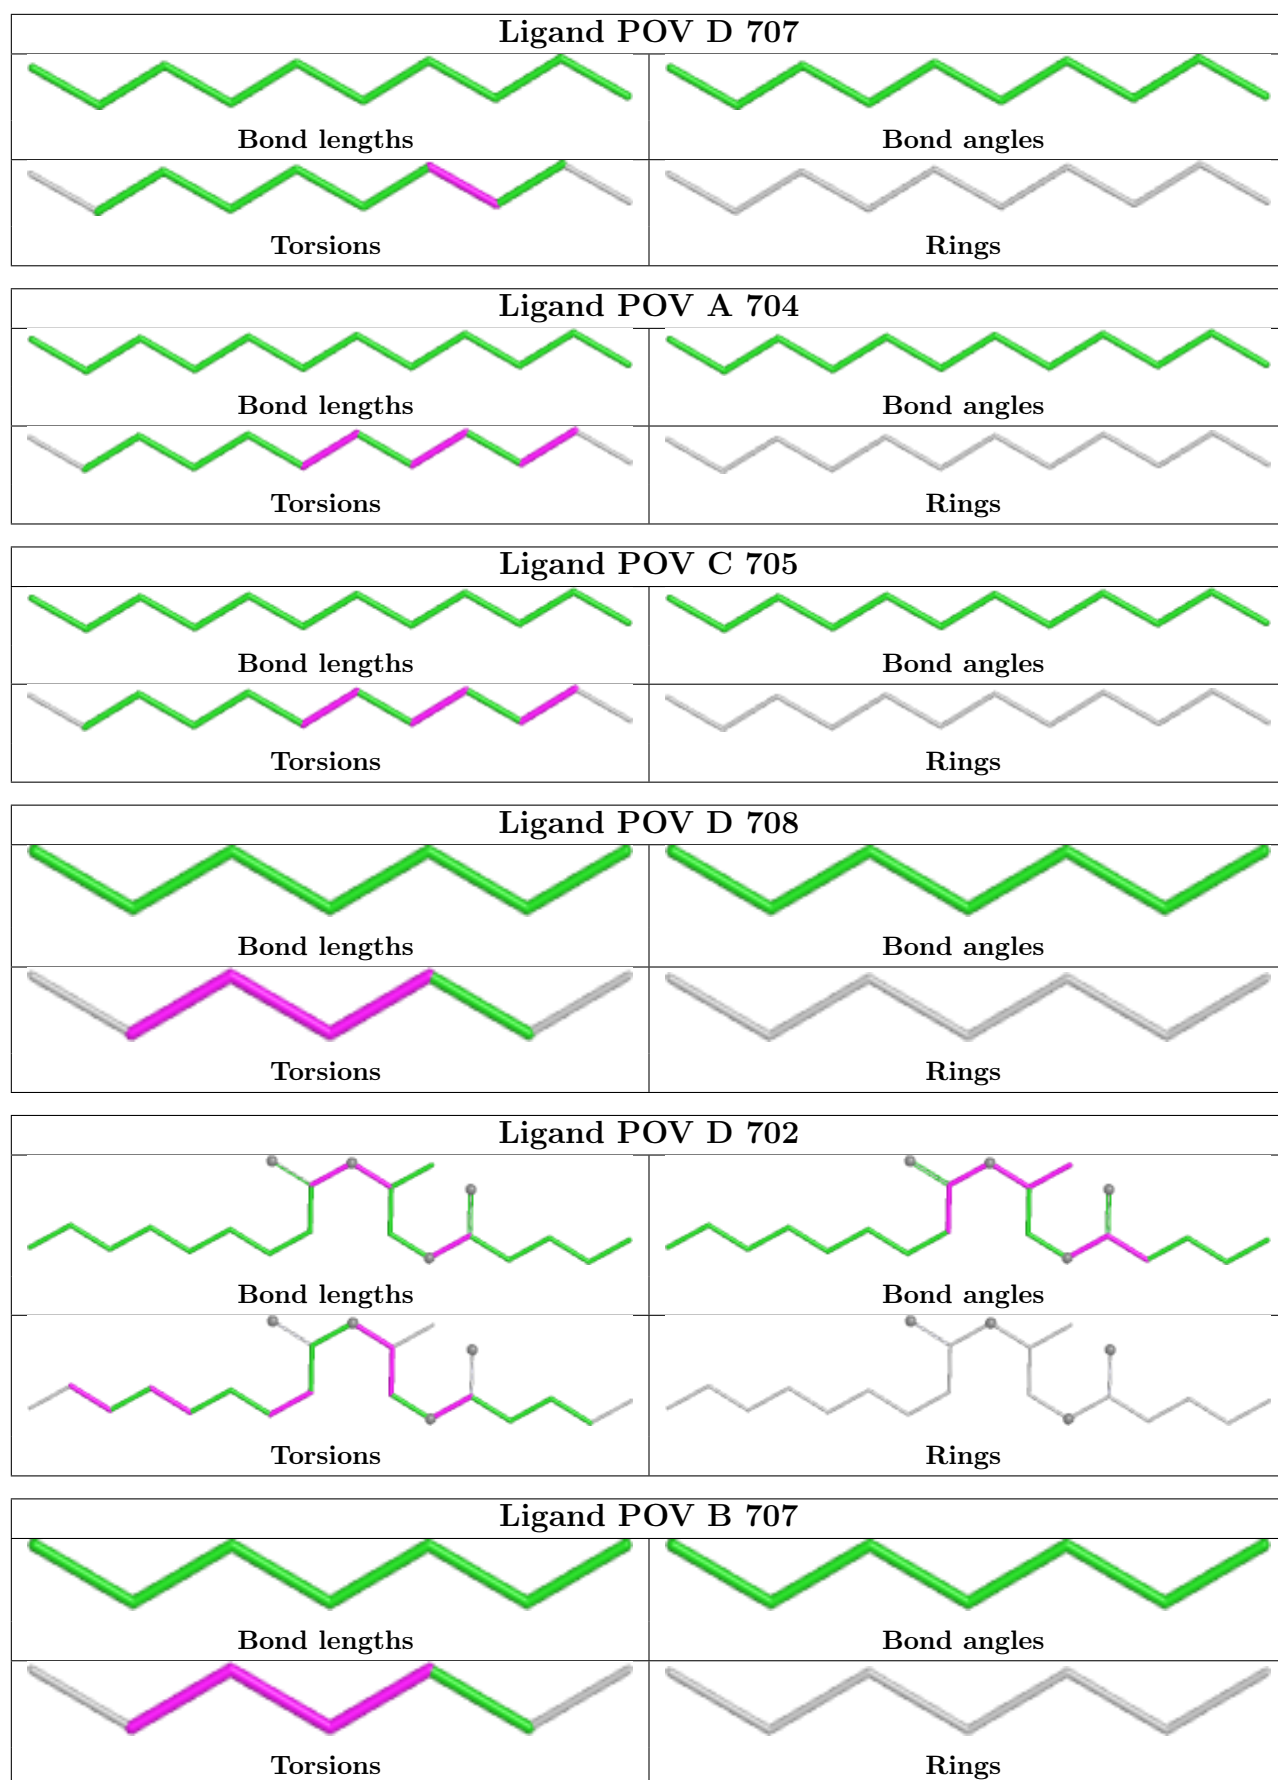 Ligand POV D 707
Bond lengths
Bond angles
Torsions
Rings
Ligand POV A 704
Bond lengths
Bond angles
Torsions
Rings
Ligand POV C 705
Bond lengths
Bond angles
Torsions
Rings
Ligand POV D 708
Bond lengths
Bond angles
Torsions
Rings
Ligand POV D 702
Bond lengths
Bond angles
Torsions
Rings
Ligand POV B 707
Bond lengths
Bond angles
Torsions
Rings